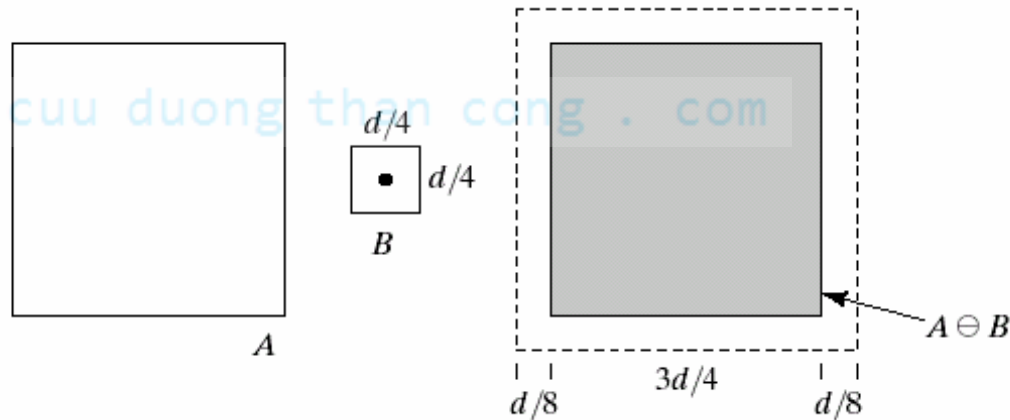 cuu duong than cong . com
d/4
d/4
B
A
A ⊖ B
3d/4
d/8
d/8